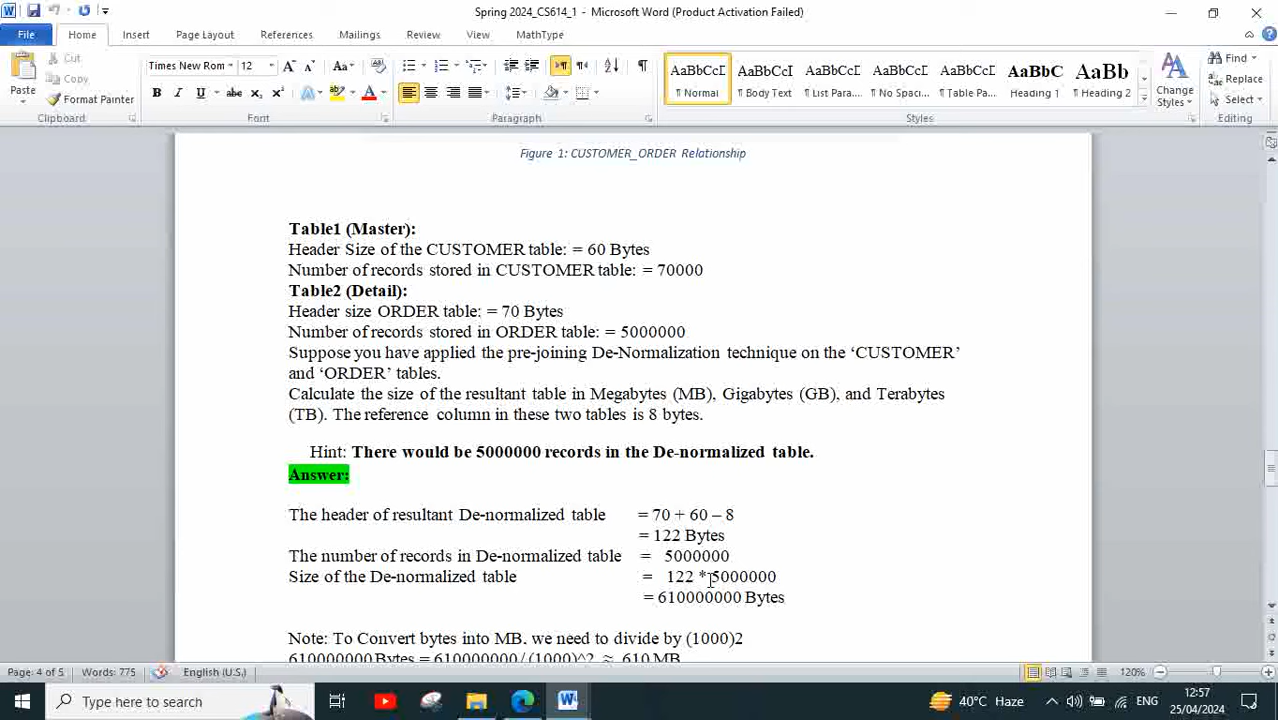 Spring 2024_CS614_1 - Microsoft Word (Product Activation Failed)
File Home Insert Page Layout References Mailings Review View MathType
Paste Cut Copy Format Painter
Times New Rom 12
AaBbCcI AaBbCcI AaBbCcI AaBbCcI AaBbCcI AaBbC AaBbC
¶ Normal ¶ Body Text ¶ List Para... ¶ No Spaci... ¶ Table Pa... ¶ Heading 1 ¶ Heading 2
Change Styles
Find
Replace
Select
Clipboard Font Paragraph Styles Editing
Figure 1: CUSTOMER_ORDER Relationship
Table1 (Master):
Header Size of the CUSTOMER table: = 60 Bytes
Number of records stored in CUSTOMER table: = 70000
Table2 (Detail):
Header size ORDER table: = 70 Bytes
Number of records stored in ORDER table: = 5000000
Suppose you have applied the pre-joining De-Normalization technique on the ‘CUSTOMER’
and ‘ORDER’ tables.
Calculate the size of the resultant table in Megabytes (MB), Gigabytes (GB), and Terabytes
(TB). The reference column in these two tables is 8 bytes.
Hint: There would be 5000000 records in the De-normalized table.
Answer:
The header of resultant De-normalized table = 70 + 60 – 8
= 122 Bytes
The number of records in De-normalized table = 5000000
Size of the De-normalized table = 122 * 5000000
= 610000000 Bytes
Note: To Convert bytes into MB, we need to divide by (1000)2
610000000 Bytes = 610000000 / (1000)^2 ≈ 610 MB
Page: 4 of 5 Words: 775 English (U.S.) 120%
Type here to search 40°C Haze ENG 12:57
25/04/2024